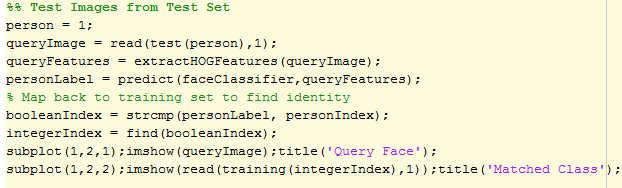 %% Test Images from Test Set
person = 1;
queryImage = read(test(person),1);
queryFeatures = extractHOGFeatures(queryImage);
personLabel = predict(faceClassifier,queryFeatures);
% Map back to training set to find identity
booleanIndex = strcmp(personLabel, personIndex);
integerIndex = find(booleanIndex);
subplot(1,2,1);imshow(queryImage);title('Query Face');
subplot(1,2,2);imshow(read(training(integerIndex),1));title('Matched Class');